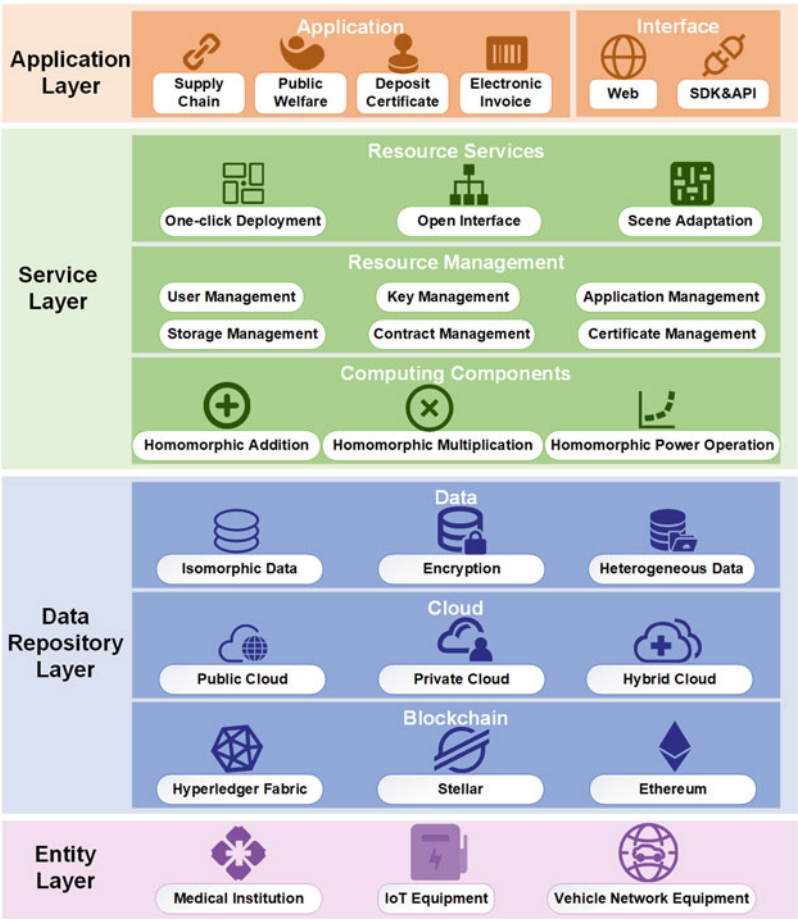 Application
Layer
Application
Supply
Chain
Public
Welfare
Deposit
Certificate
Electronic
Invoice
Interface
Web
SDK&API
Service
Layer
Resource Services
One-click Deployment
Open Interface
Scene Adaptation
Resource Management
User Management
Key Management
Application Management
Storage Management
Contract Management
Certificate Management
Computing Components
Homomorphic Addition
Homomorphic Multiplication
Homomorphic Power Operation
Data
Repository
Layer
Data
Isomorphic Data
Encryption
Heterogeneous Data
Cloud
Public Cloud
Private Cloud
Hybrid Cloud
Blockchain
Hyperledger Fabric
Stellar
Ethereum
Entity
Layer
Medical Institution
IoT Equipment
Vehicle Network Equipment